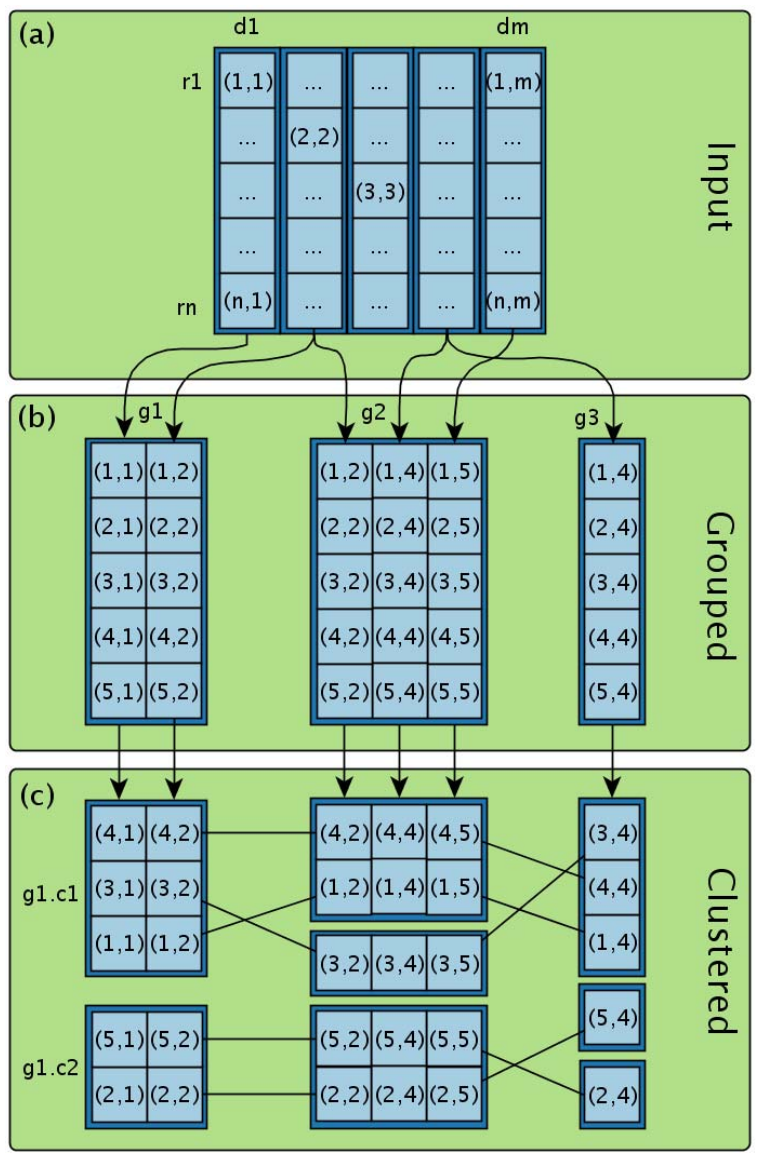 (a) d1 dm
r1 (1,1) ... ... ... (1,m)
... (2,2) ... ... ...
... ... (3,3) ... ...
... ... ... ... ...
rn (n,1) ... ... ... (n,m)
Input
(b) g1 g2 g3
(1,1) (1,2) (1,2) (1,4) (1,5) (1,4)
(2,1) (2,2) (2,2) (2,4) (2,5) (2,4)
(3,1) (3,2) (3,2) (3,4) (3,5) (3,4)
(4,1) (4,2) (4,2) (4,4) (4,5) (4,4)
(5,1) (5,2) (5,2) (5,4) (5,5) (5,4)
Grouped
(c)
(4,1) (4,2) (4,2) (4,4) (4,5) (3,4)
g1.c1 (3,1) (3,2) (1,2) (1,4) (1,5) (4,4)
(1,1) (1,2) (3,2) (3,4) (3,5) (1,4)
(5,1) (5,2) (5,2) (5,4) (5,5) (5,4)
g1.c2
(2,1) (2,2) (2,2) (2,4) (2,5) (2,4)
Clustered